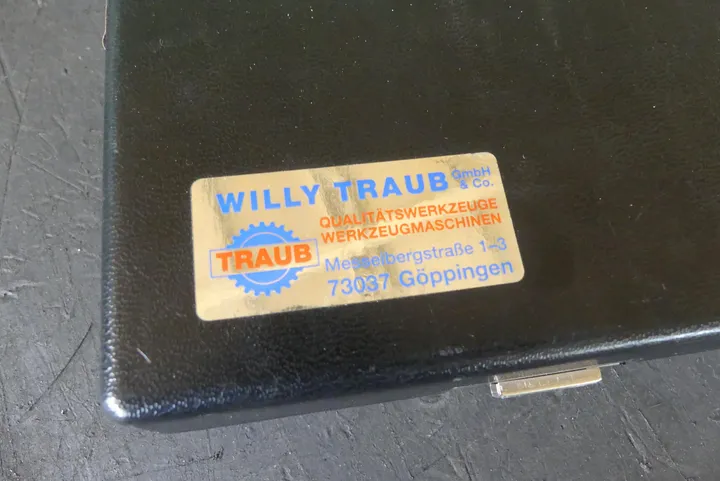 WILLY TRAUB GmbH & Co.
QUALITÄTSWERKZEUGE
WERKZEUGMASCHINEN
TRAUB
Messelbergstraße 1-3
73037 Göppingen